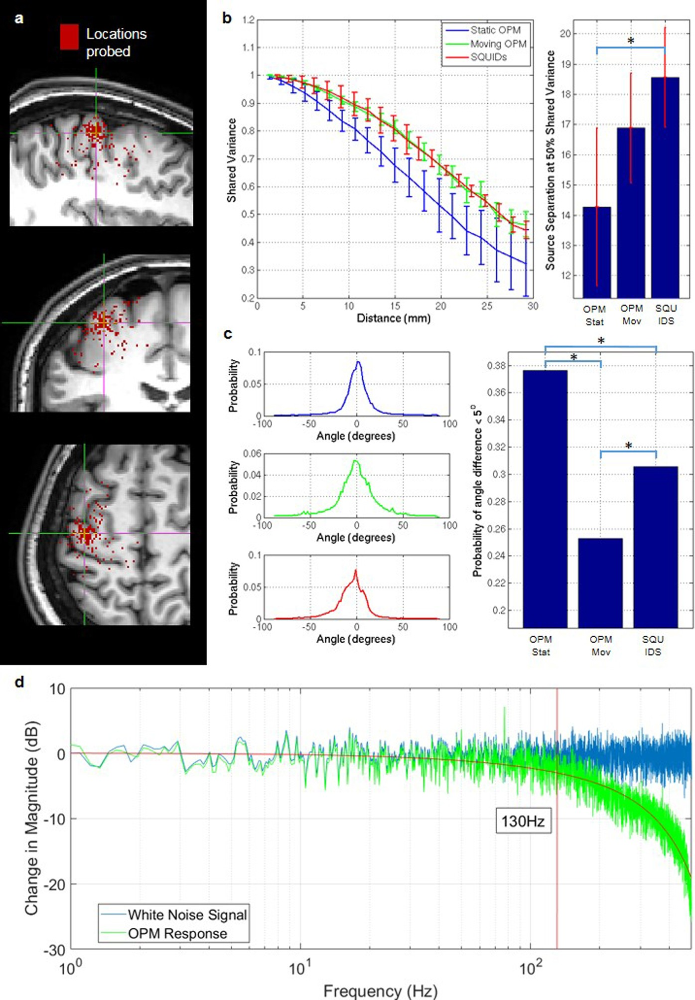 a
Locations
probed
b
1.2
1.1
1
0.9
0.8
0.7
0.6
0.5
0.4
0.3
0.2
Shared Variance
0 5 10 15 20 25 30
Distance (mm)
Static OPM
Moving OPM
SQUIDs
Source Separation at 50% Shared Variance
20
19
18
17
16
15
14
13
12
*
OPM
Stat
OPM
Mov
SQU
IDS
c
Probability
0.1
0.05
0
-100 -50 0 50 100
Angle (degrees)
Probability
0.06
0.04
0.02
0
-100 -50 0 50 100
Angle (degrees)
Probability
0.1
0.05
0
-100 -50 0 50 100
Angle (degrees)
Probability of angle difference < 5⁰
0.38
0.36
0.34
0.32
0.3
0.28
0.26
0.24
0.22
0.2
*
*
*
OPM
Stat
OPM
Mov
SQU
IDS
d
Change in Magnitude (dB)
10
0
-10
-20
-30
130Hz
White Noise Signal
OPM Response
10⁰ 10¹ 10²
Frequency (Hz)